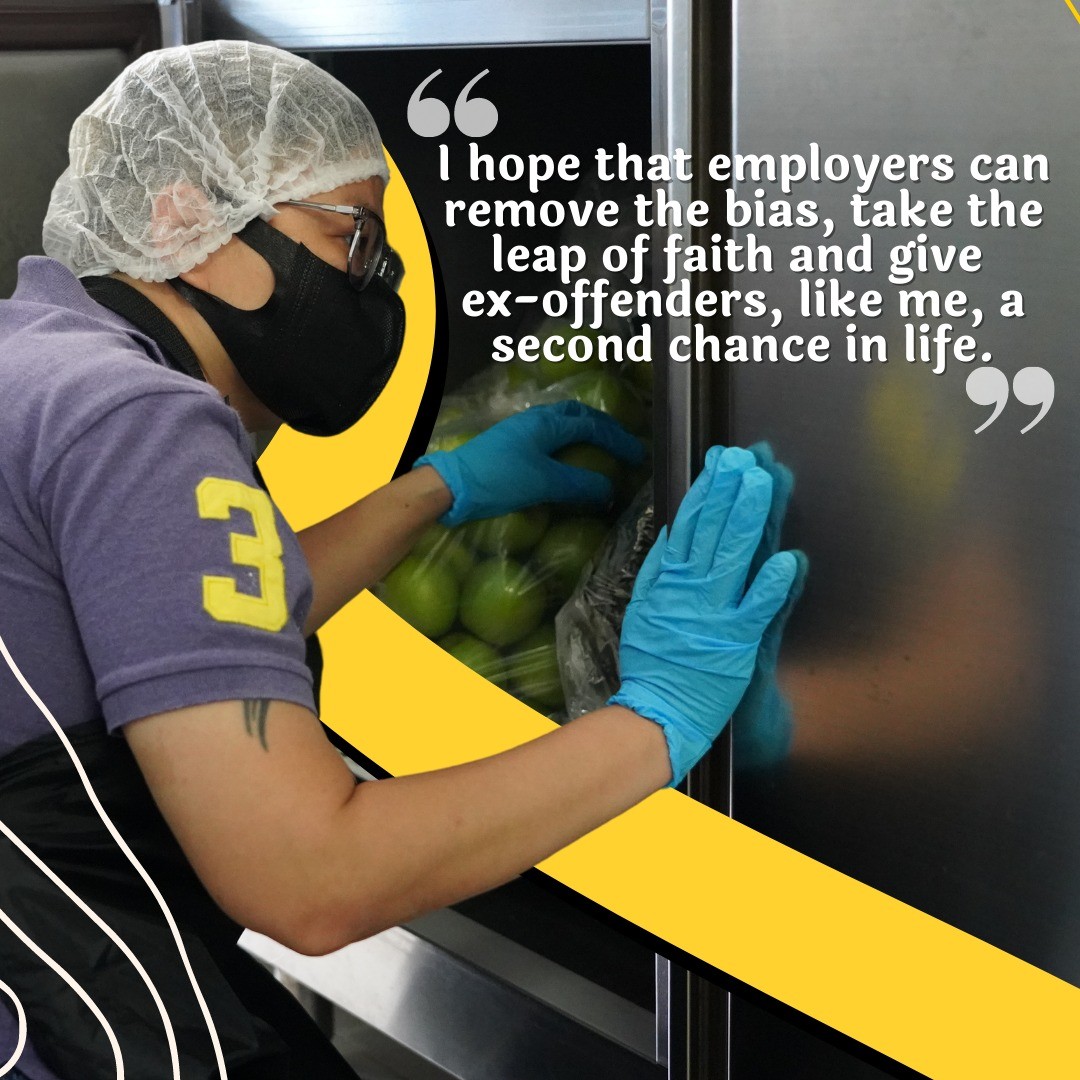 “
I hope that employers can
remove the bias, take the
leap of faith and give
ex-offenders, like me, a
second chance in life.
”
3